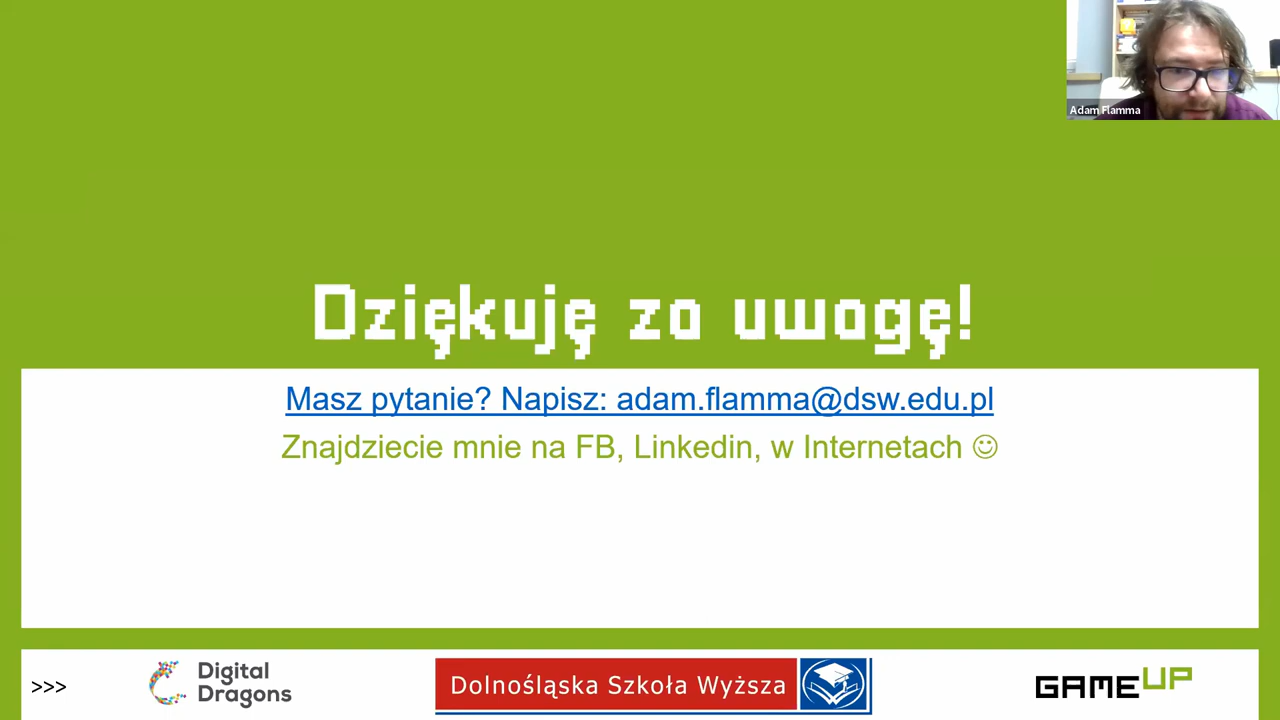 Adam Flamma
Dziękuję za uwagę!
Masz pytanie? Napisz: adam.flamma@dsw.edu.pl
Znajdziecie mnie na FB, Linkedin, w Internetach ☺
>>>
Digital
Dragons
Dolnośląska Szkoła Wyższa
GAMEUP